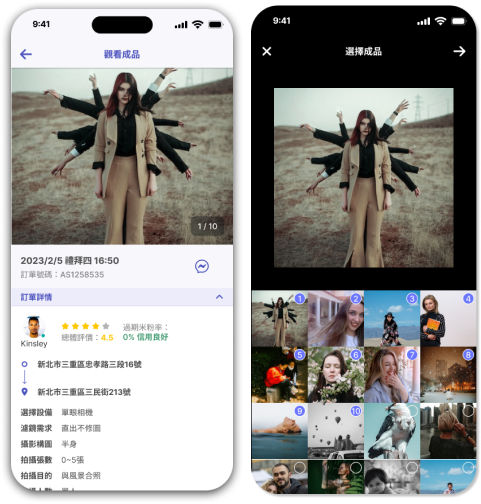 9:41
觀看成品
1 / 10
2023/2/5 禮拜四 16:50
訂單號碼：AS1258535
訂單詳情
Kinsley
總體評價：4.5
過期米粉率：
0% 信用良好
新北市三重區忠孝路三段16號
新北市三重區三民街213號
選擇設備 單眼相機
濾鏡需求 直出不修圖
攝影構圖 半身
拍攝張數 0~5張
拍攝目的 與風景合照
9:41
選擇成品
1 2 3 4
5 6 7 8
9 10